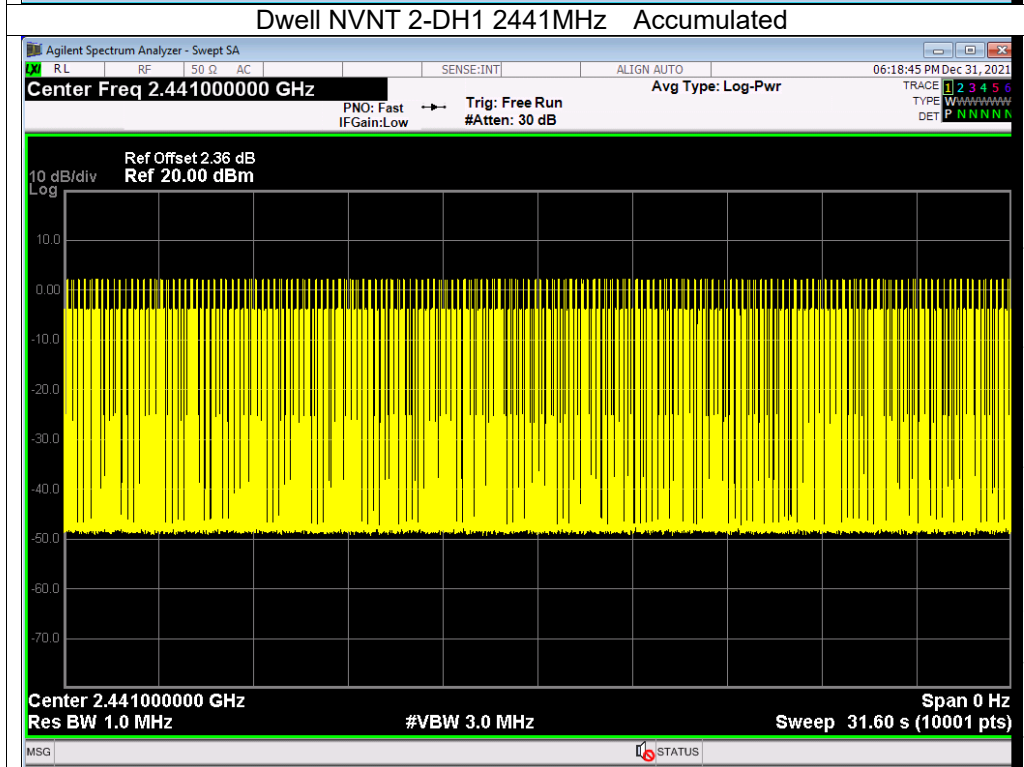 Dwell NVNT 2-DH1 2441MHz Accumulated
Agilent Spectrum Analyzer - Swept SA
LXI RL RF 50 Ω AC SENSE:INT ALIGN AUTO 06:18:45 PM Dec 31, 2021
Center Freq 2.441000000 GHz Avg Type: Log-Pwr TRACE 1 2 3 4 5 6
PNO: Fast Trig: Free Run TYPE WWWWWWW
IFGain:Low #Atten: 30 dB DET P N N N N N
Ref Offset 2.36 dB
10 dB/div Ref 20.00 dBm
Log
10.0
0.00
-10.0
-20.0
-30.0
-40.0
-50.0
-60.0
-70.0
Center 2.441000000 GHz Span 0 Hz
Res BW 1.0 MHz #VBW 3.0 MHz Sweep 31.60 s (10001 pts)
MSG STATUS